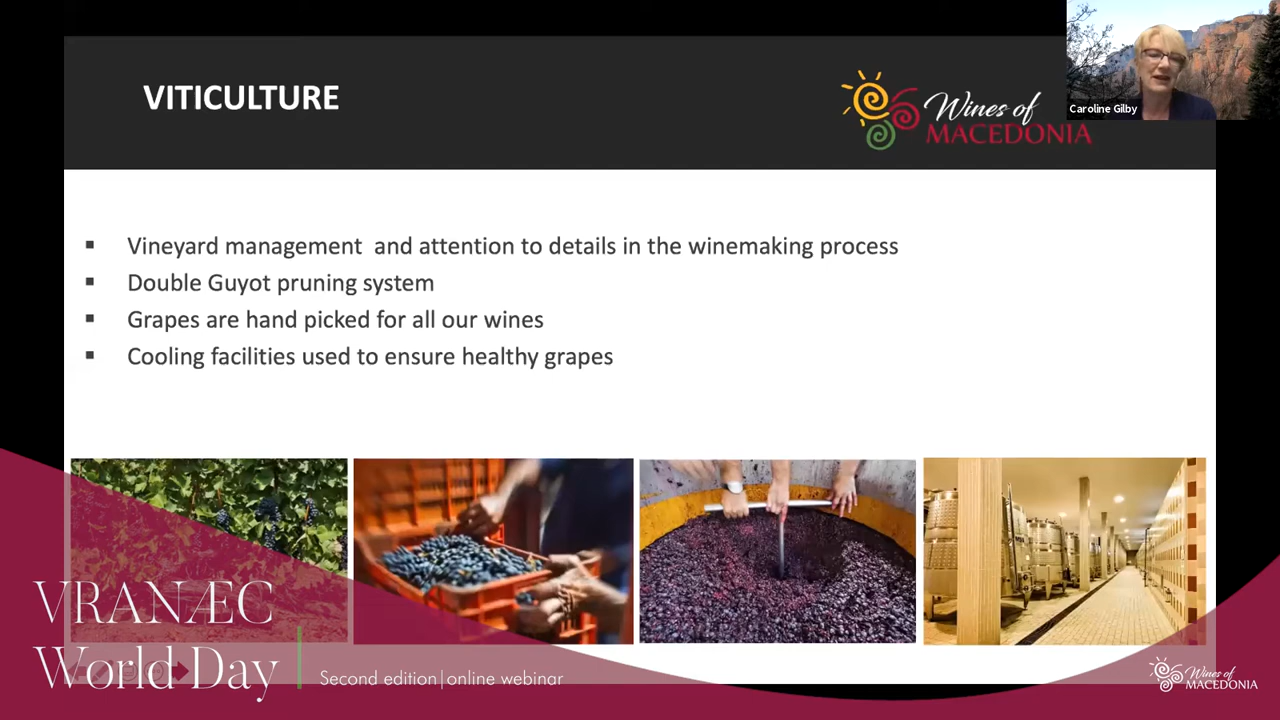 VITICULTURE
Wines of
MACEDONIA
Caroline Gilby
Vineyard management and attention to details in the winemaking process
Double Guyot pruning system
Grapes are hand picked for all our wines
Cooling facilities used to ensure healthy grapes
VRANÆC
World Day
Second edition|online webinar
Wines of
MACEDONIA